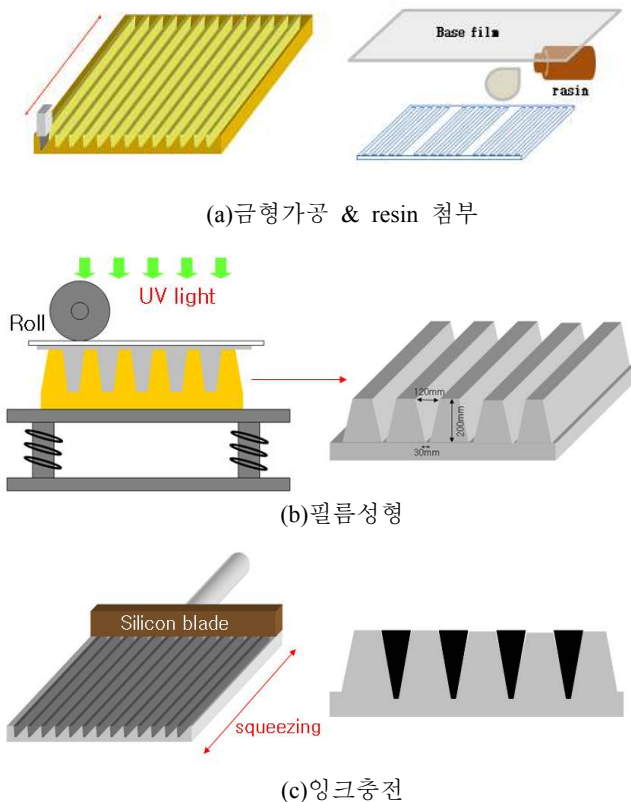 Base film
rasin
(a)금형가공 & resin 첨부
UV light
Roll
120mm
200mm
30mm
(b)필름성형
Silicon blade
squeezing
(c)잉크충전